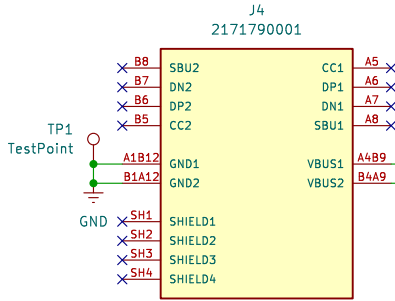 J4
2171790001
B8 SBU2 CC1 A5
B7 DN2 DP1 A6
B6 DP2 DN1 A7
B5 CC2 SBU1 A8
TP1
TestPoint
A1B12 GND1 VBUS1 A4B9
B1A12 GND2 VBUS2 B4A9
GND
SH1 SHIELD1
SH2 SHIELD2
SH3 SHIELD3
SH4 SHIELD4